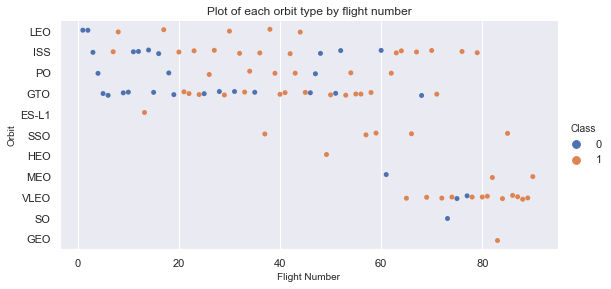 Plot of each orbit type by flight number
LEO
ISS
PO
GTO
ES-L1
SSO
HEO
MEO
VLEO
SO
GEO
Orbit
0
20
40
60
80
Flight Number
Class
0
1